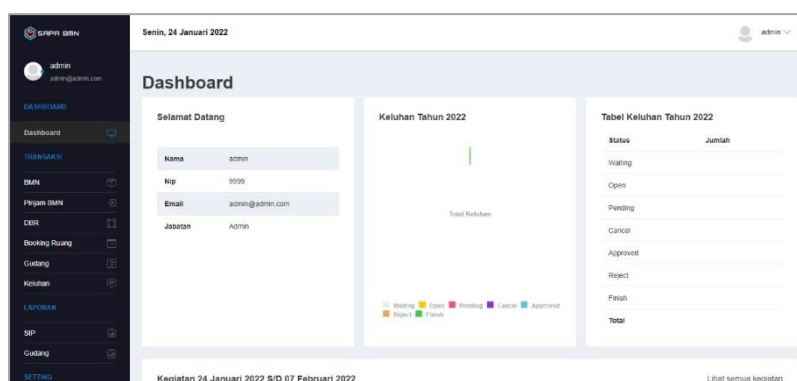 SAPA BMN
Senin, 24 Januari 2022
admin
admin
admin@admin.com
DASHBOARD
Dashboard
TRANSAKSI
BMN
Pinjam BMN
DBR
Booking Ruang
Gudang
Keluhan
LAPORAN
SIP
Gudang
SETTING
Dashboard
Selamat Datang
Nama admin
Nip 9999
Email admin@admin.com
Jabatan Admin
Keluhan Tahun 2022
Total Keluhan
Waiting Open Pending Cancel Approved
Reject Finish
Tabel Keluhan Tahun 2022
Status Jumlah
Waiting
Open
Pending
Cancel
Approved
Reject
Finish
Total
Kegiatan 24 Januari 2022 S/D 07 Februari 2022
Lihat semua kegiatan